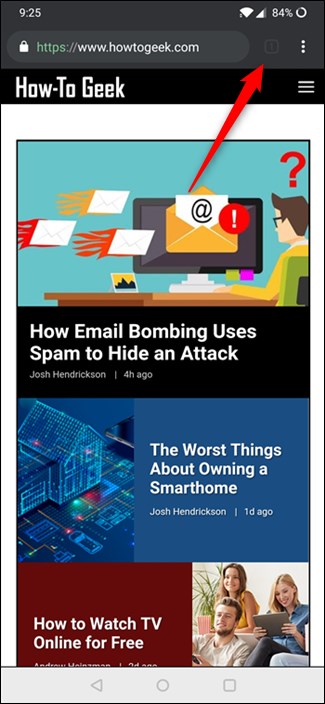 9:25
84%
https://www.howtogeek.com
How-To Geek
@
!
?
How Email Bombing Uses
Spam to Hide an Attack
Josh Hendrickson | 4h ago
The Worst Things
About Owning a
Smarthome
Josh Hendrickson | 1d ago
How to Watch TV
Online for Free
Andrew Heinzman | 2d ago